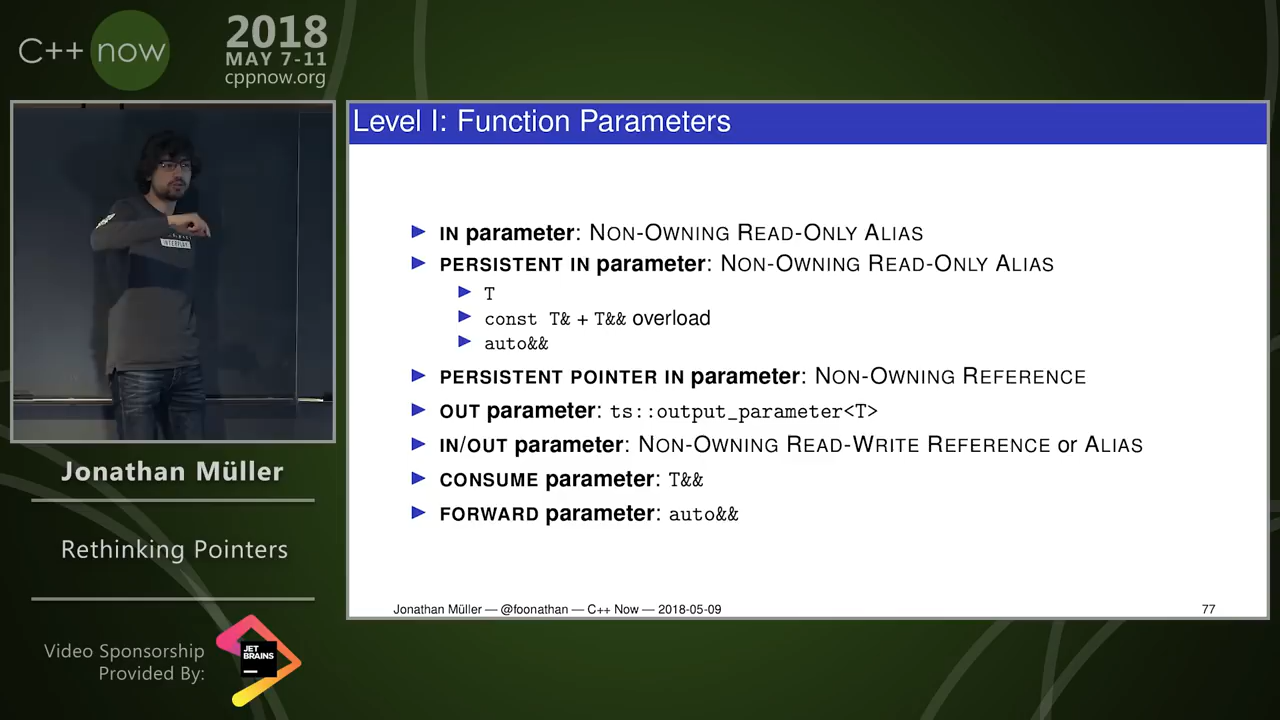 C++ now
2018
MAY 7-11
cppnow.org
INTERPLAY
Jonathan Müller
Rethinking Pointers
Video Sponsorship
Provided By:
JET
BRAINS
Level I: Function Parameters
▶ IN parameter: NON-OWNING READ-ONLY ALIAS
▶ PERSISTENT IN parameter: NON-OWNING READ-ONLY ALIAS
▶ T
▶ const T& + T&& overload
▶ auto&&
▶ PERSISTENT POINTER IN parameter: NON-OWNING REFERENCE
▶ OUT parameter: ts::output_parameter<T>
▶ IN/OUT parameter: NON-OWNING READ-WRITE REFERENCE or ALIAS
▶ CONSUME parameter: T&&
▶ FORWARD parameter: auto&&
Jonathan Müller — @foonathan — C++ Now — 2018-05-09 77